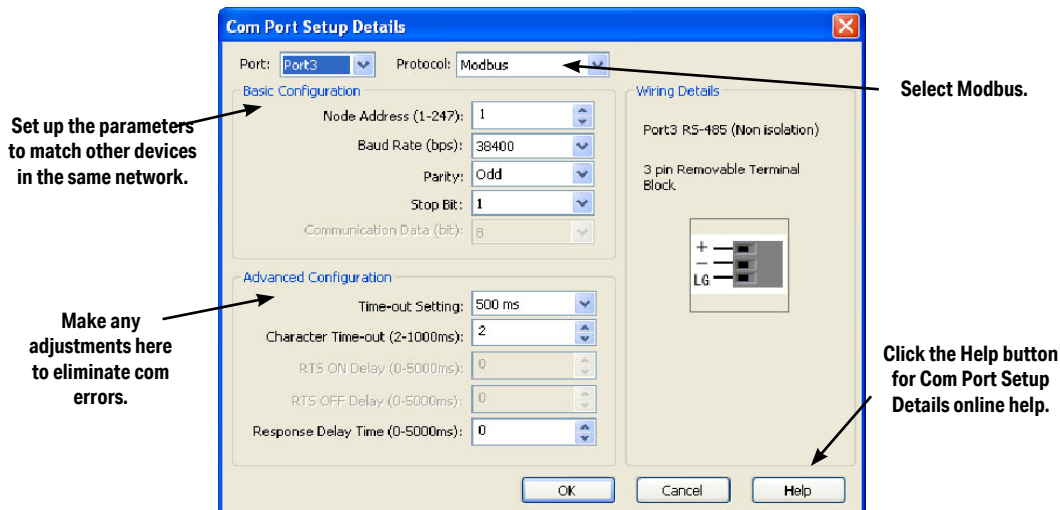 Com Port Setup Details
Port: Port3 Protocol: Modbus
Select Modbus.
Basic Configuration
Set up the parameters
to match other devices
in the same network.
Node Address (1-247): 1
Baud Rate (bps): 38400
Parity: Odd
Stop Bit: 1
Communication Data (bit): 8
Wiring Details
Port3 RS-485 (Non isolation)
3 pin Removable Terminal
Block
+
−
LG
Advanced Configuration
Make any
adjustments here
to eliminate com
errors.
Time-out Setting: 500 ms
Character Time-out (2-1000ms): 2
RTS ON Delay (0-5000ms): 0
RTS OFF Delay (0-5000ms): 0
Response Delay Time (0-5000ms): 0
Click the Help button
for Com Port Setup
Details online help.
OK Cancel Help